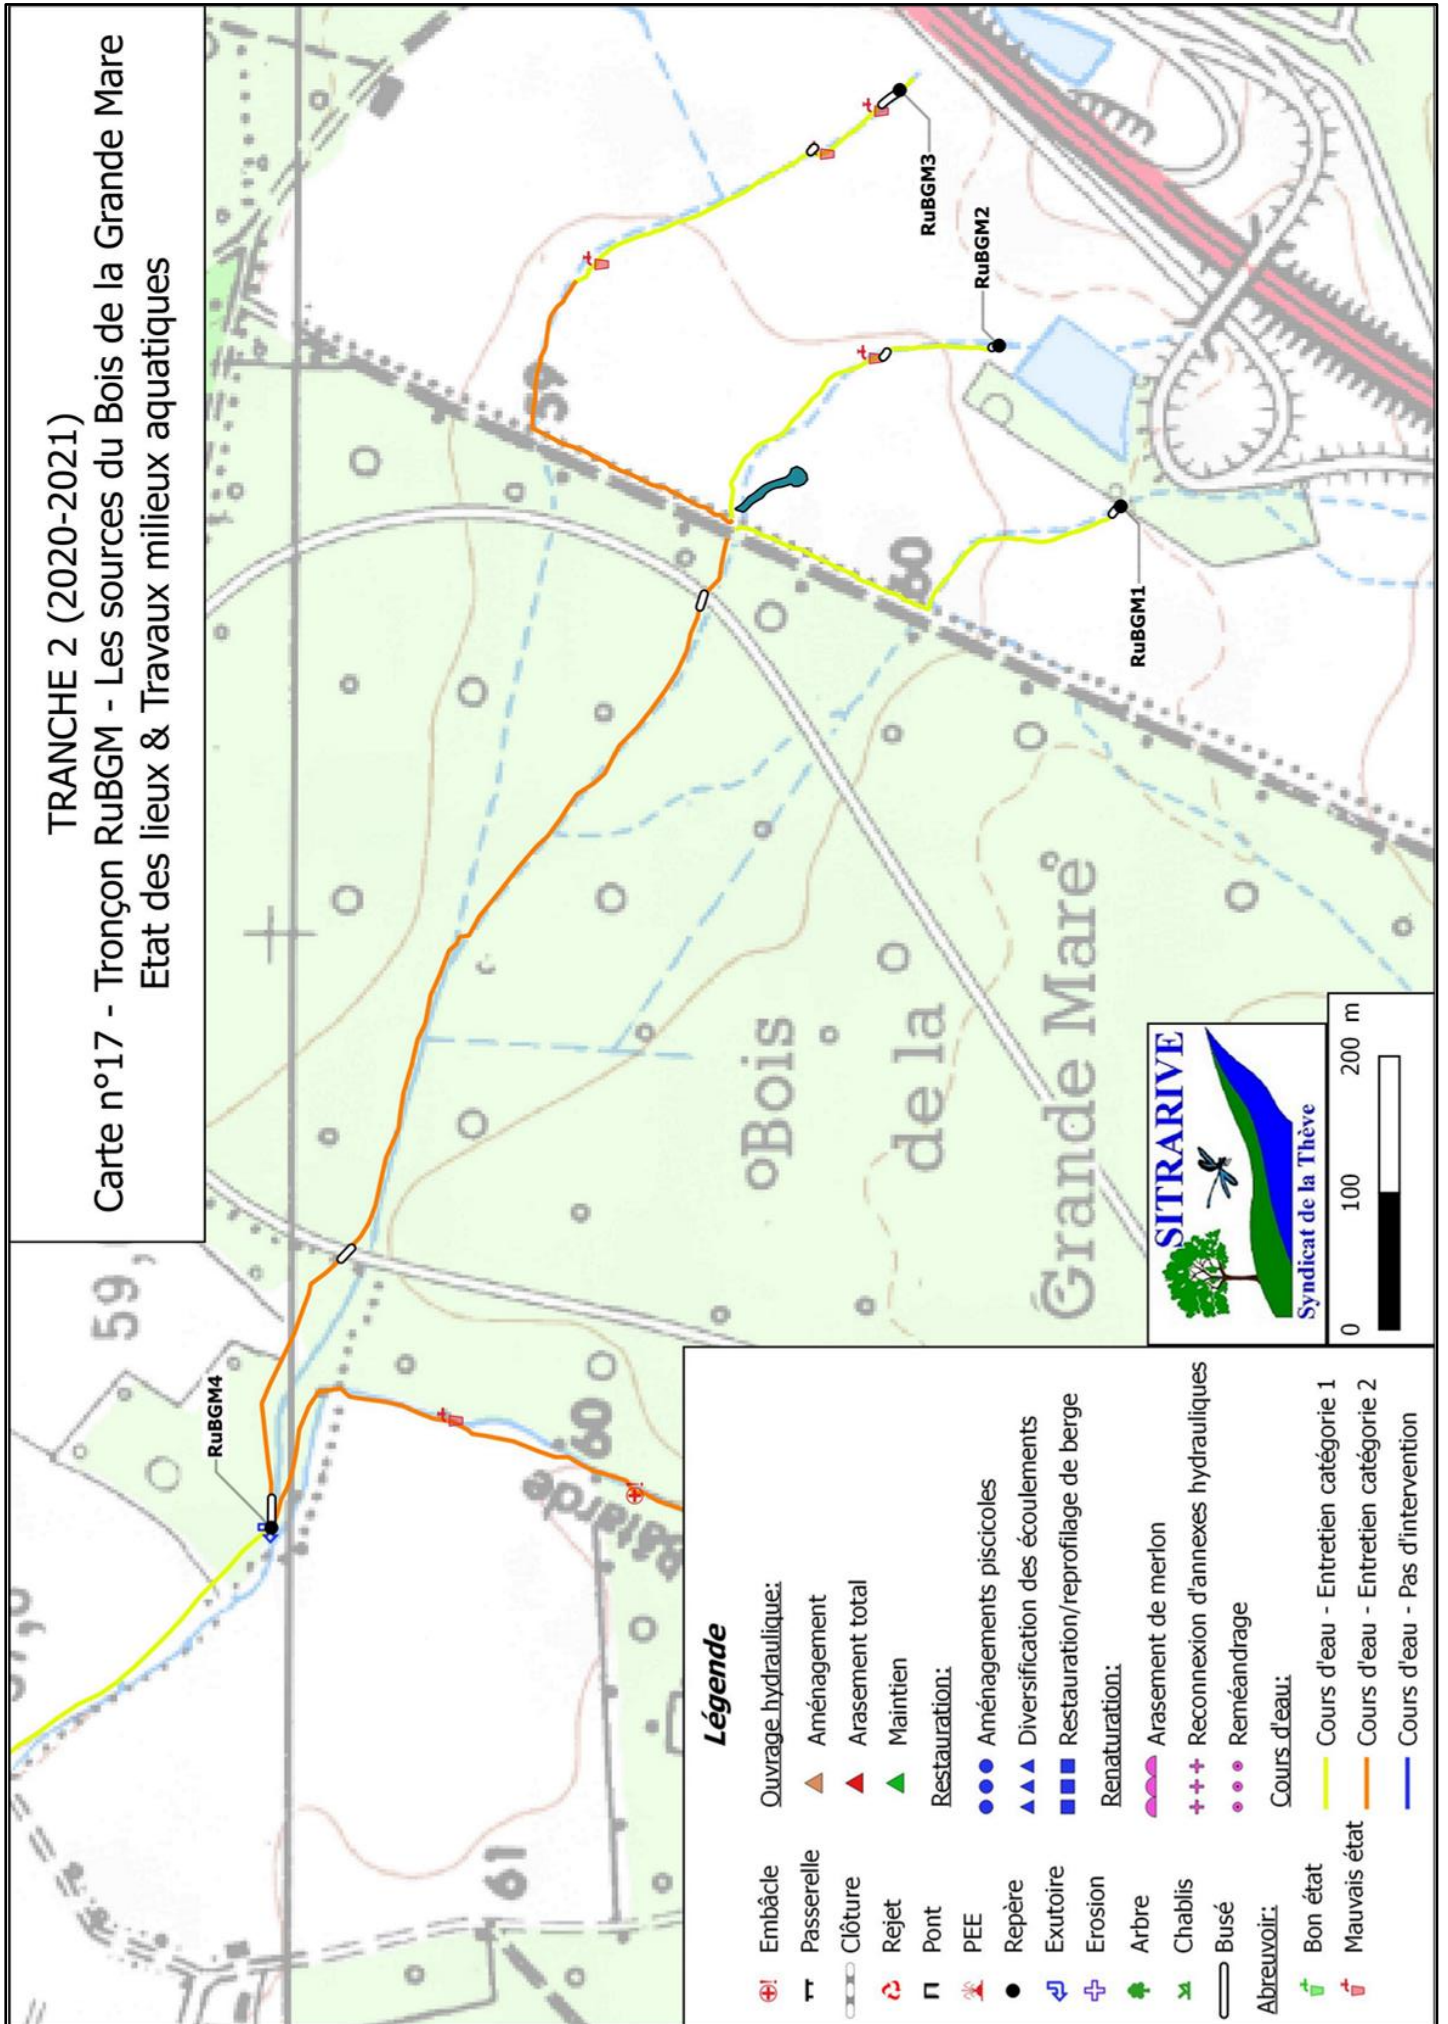 TRANCHE 2 (2020-2021)
Carte n°17 - Tronçon RuBGM - Les sources du Bois de la Grande Mare
Etat des lieux & Travaux milieux aquatiques
59,
RuBGM4
RuBGM3
RuBGM2
RuBGM1
59
60
60
Bâtarde
61
Bois
de la
Grande Mare
SITRARIVE
Syndicat de la Thève
0 100 200 m
Légende
Embâcle
Passerelle
Clôture
Rejet
Pont
PEE
Repère
Exutoire
Erosion
Arbre
Chablis
Busé
Abreuvoir:
Bon état
Mauvais état
Ouvrage hydraulique:
Aménagement
Arasement total
Maintien
Restauration:
Aménagements piscicoles
Diversification des écoulements
Restauration/reprofilage de berge
Renaturation:
Arasement de merlon
Reconnexion d'annexes hydrauliques
Reméandrage
Cours d'eau:
Cours d'eau - Entretien catégorie 1
Cours d'eau - Entretien catégorie 2
Cours d'eau - Pas d'intervention